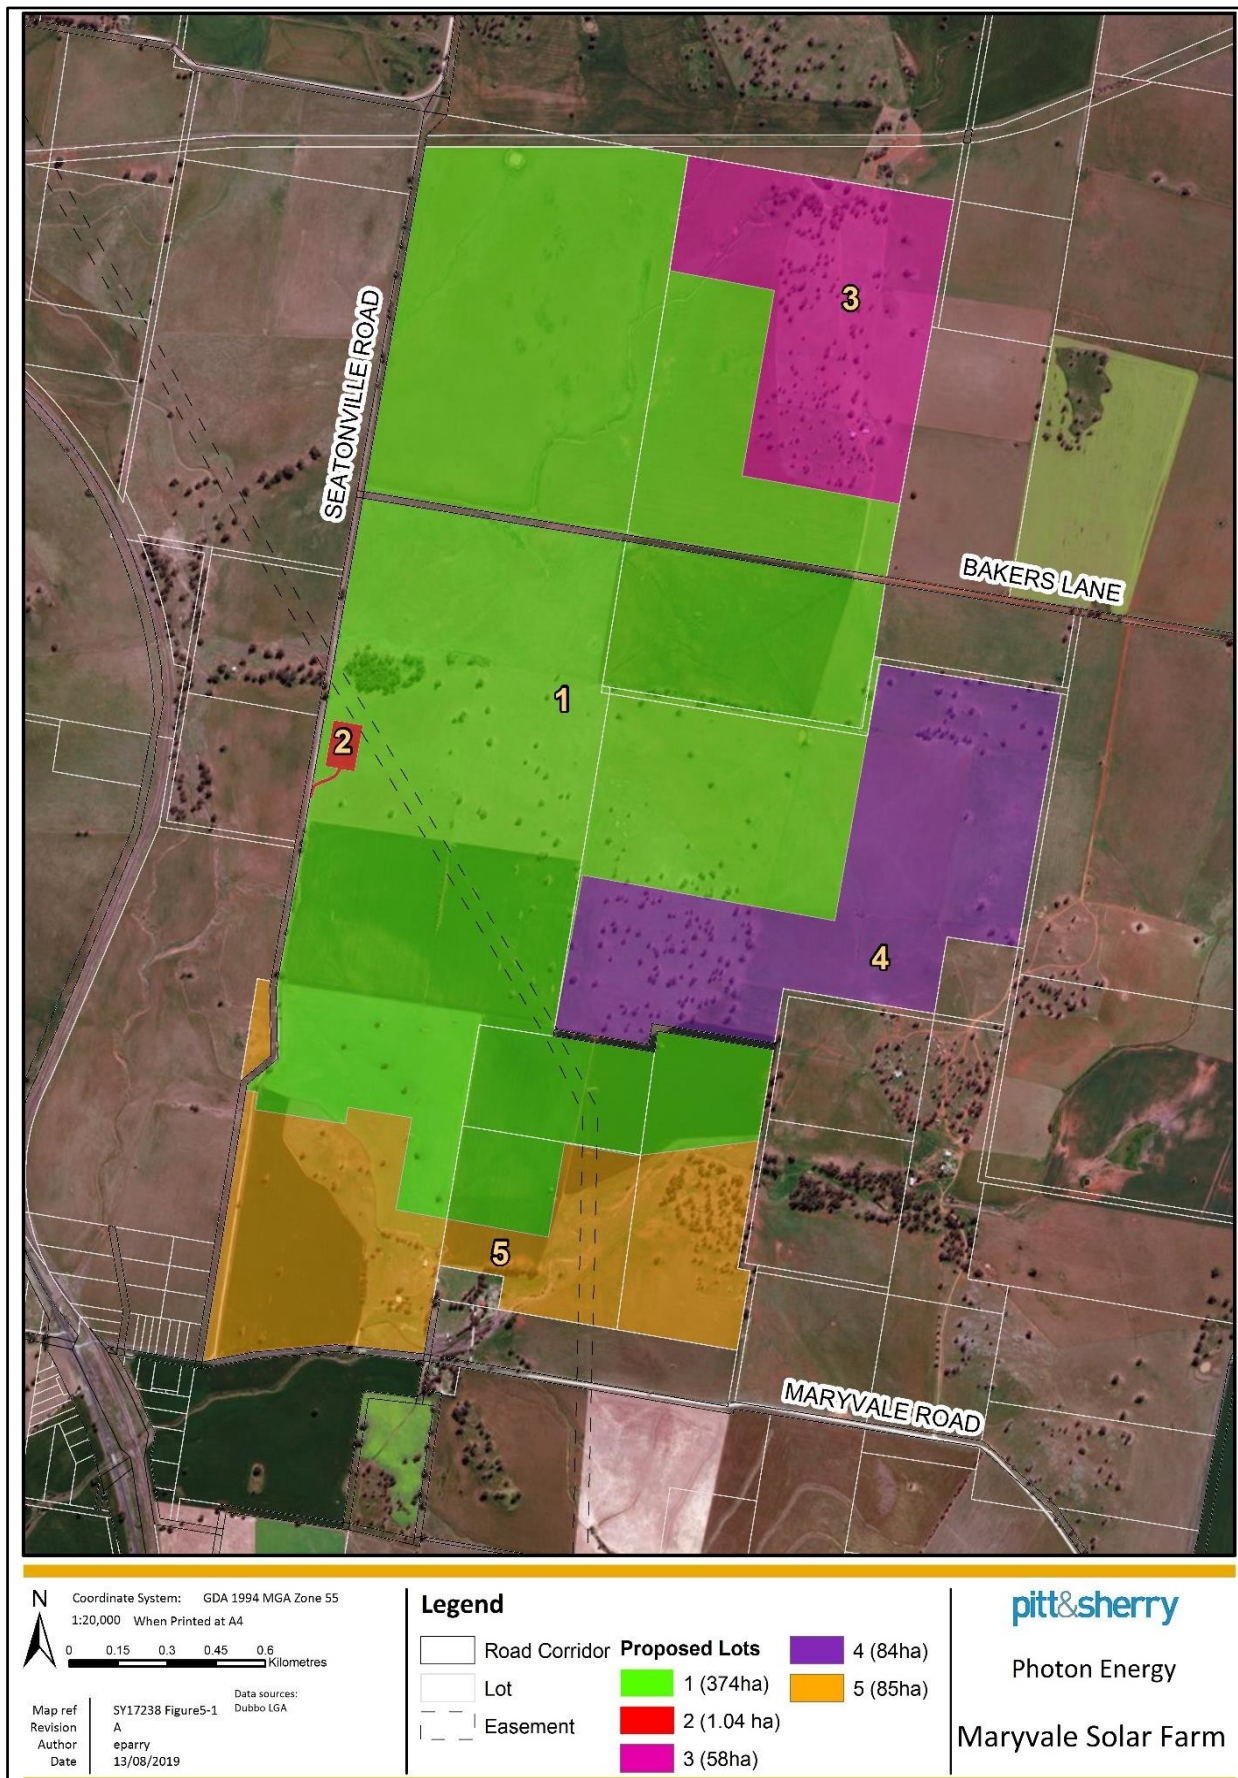 3
SEATONVILLE ROAD
BAKERS LANE
1
2
4
5
MARYVALE ROAD
N
Coordinate System: GDA 1994 MGA Zone 55
1:20,000 When Printed at A4
0 0.15 0.3 0.45 0.6
Kilometres
Data sources:
Dubbo LGA
Map ref SY17238 Figure5-1
Revision A
Author eparry
Date 13/08/2019
Legend
Road Corridor
Lot
Easement
Proposed Lots
1 (374ha)
2 (1.04 ha)
3 (58ha)
4 (84ha)
5 (85ha)
pitt&sherry
Photon Energy
Maryvale Solar Farm